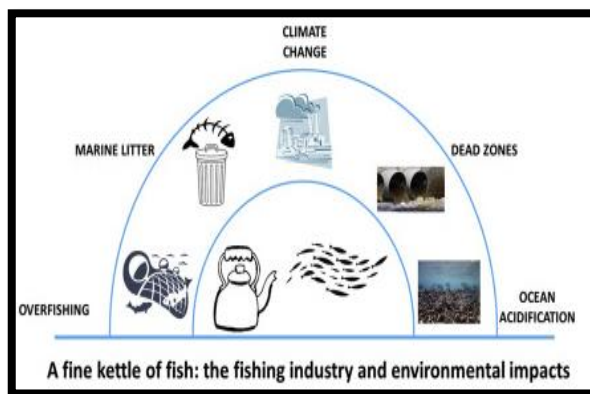 CLIMATE
CHANGE
MARINE LITTER
DEAD ZONES
OVERFISHING
OCEAN
ACIDIFICATION
A fine kettle of fish: the fishing industry and environmental impacts